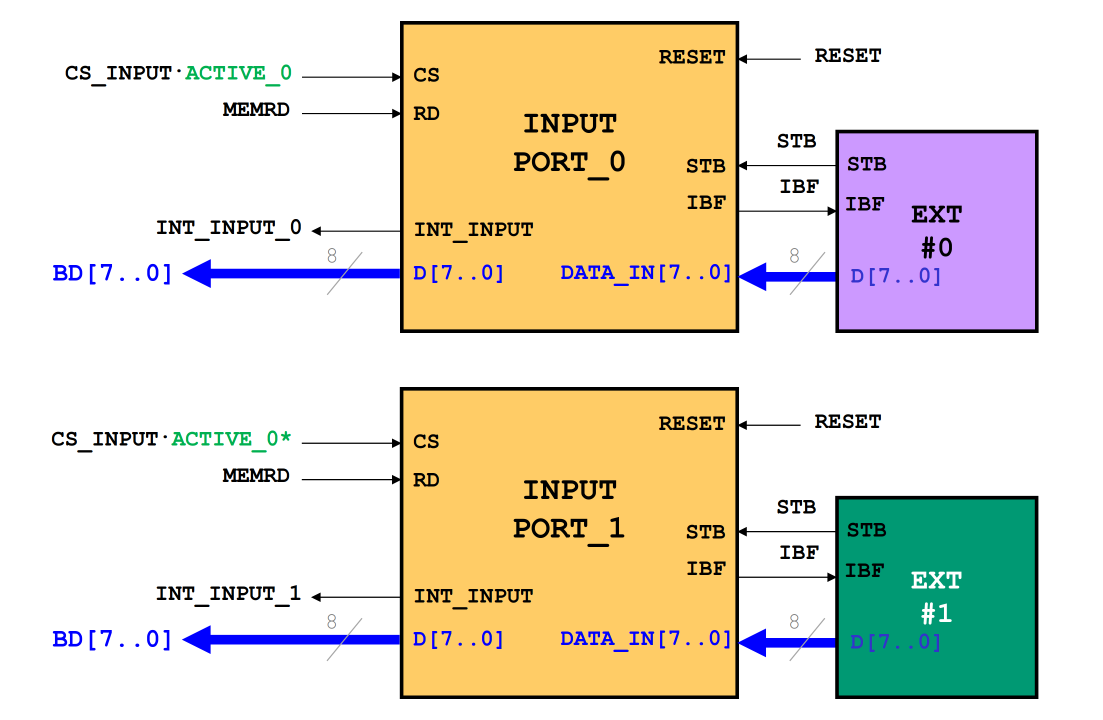 RESET
RESET
CS_INPUT·ACTIVE_0
CS
MEMRD
RD
INPUT
PORT_0
STB
STB
STB
IBF
IBF
IBF
EXT
#0
INT_INPUT_0
INT_INPUT
8
8
BD[7..0]
D[7..0]
DATA_IN[7..0]
D[7..0]
RESET
RESET
CS_INPUT·ACTIVE_0*
CS
MEMRD
RD
INPUT
PORT_1
STB
STB
STB
IBF
IBF
IBF
EXT
#1
INT_INPUT_1
INT_INPUT
8
8
BD[7..0]
D[7..0]
DATA_IN[7..0]
D[7..0]